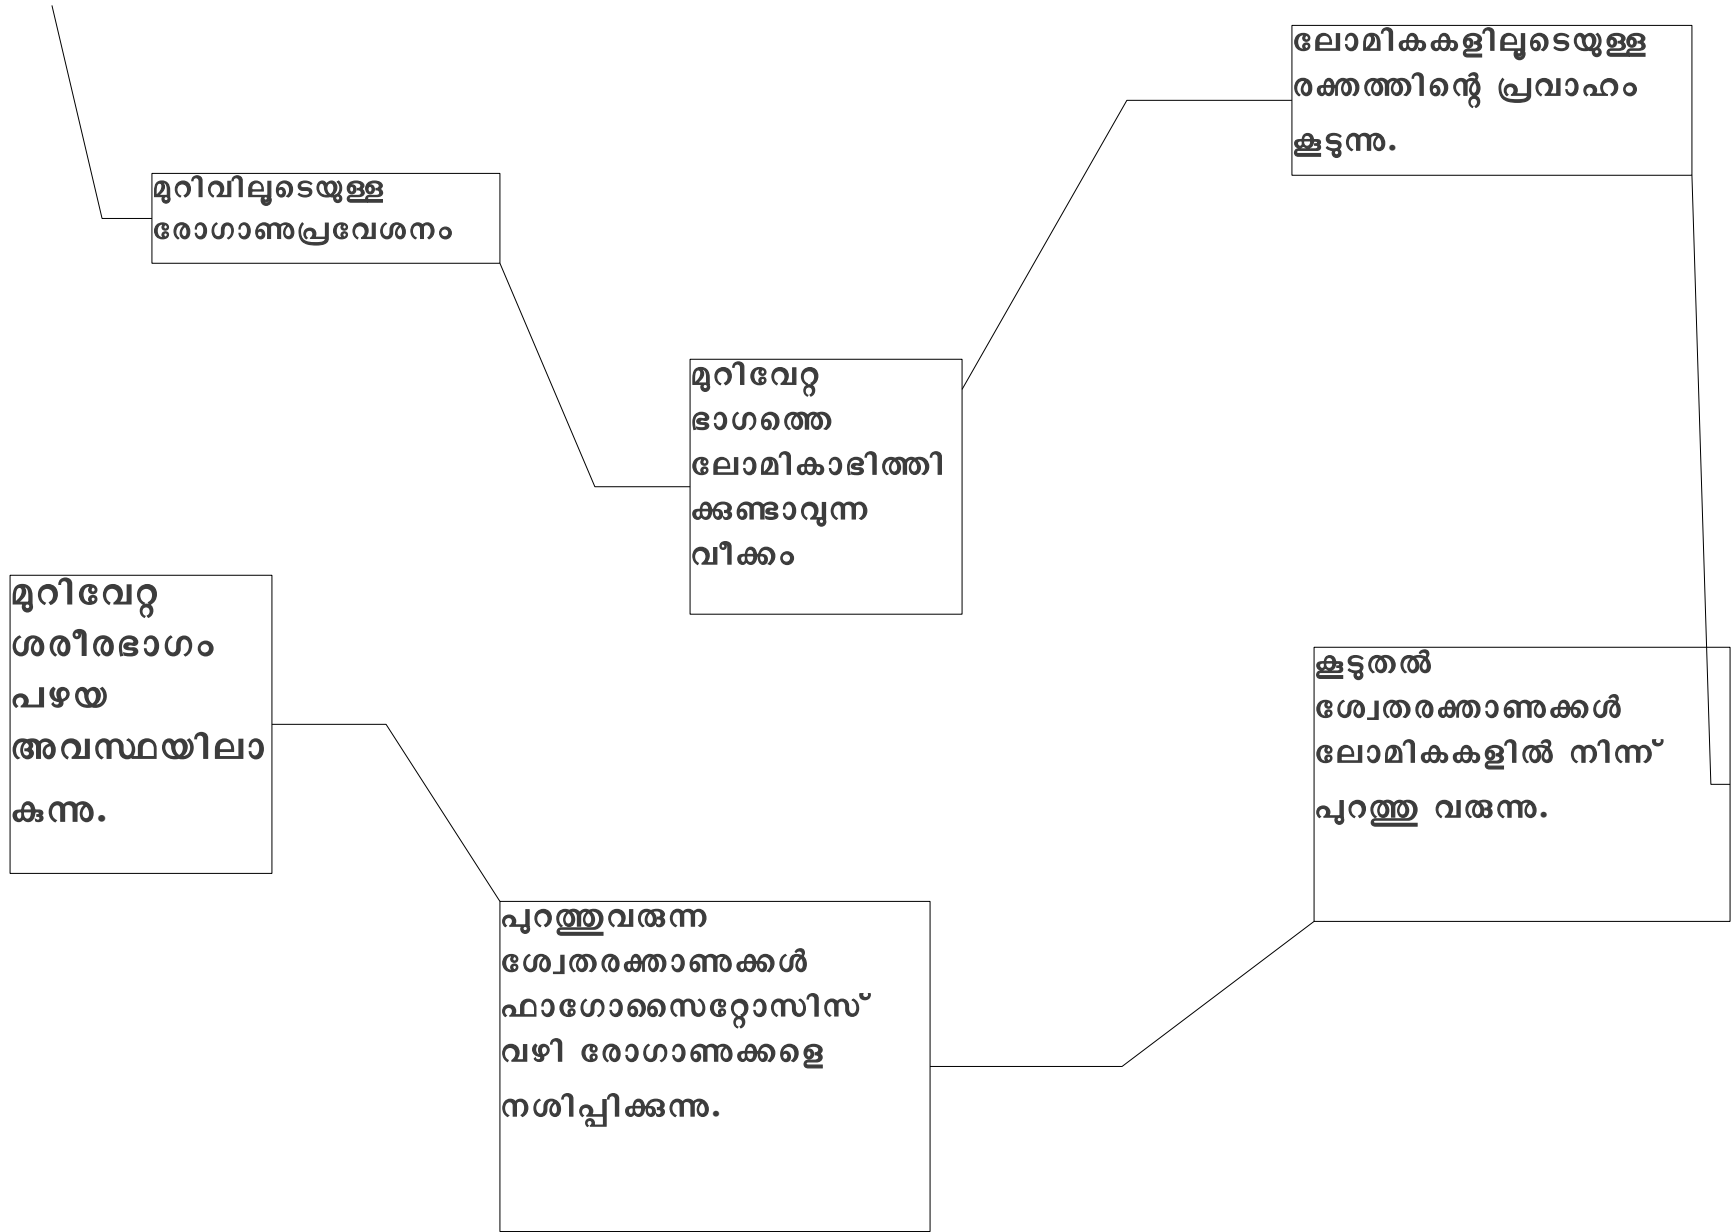 മുറിവിലൂടെയുള്ള
രോഗാണുപ്രവേശനം
മുറിവേറ്റ
ഭാഗത്തെ
ലോമികാഭിത്തി
ക്കുണ്ടാവുന്ന
വീക്കം
ലോമികകളിലൂടെയുള്ള
രക്തത്തിന്റെ പ്രവാഹം
കൂടുന്നു.
കൂടുതൽ
ശ്വേതരക്താണുക്കൾ
ലോമികകളിൽ നിന്ന്
പുറത്തു വരുന്നു.
പുറത്തുവരുന്ന
ശ്വേതരക്താണുക്കൾ
ഫാഗോസൈറ്റോസിസ്
വഴി രോഗാണുക്കളെ
നശിപ്പിക്കുന്നു.
മുറിവേറ്റ
ശരീരഭാഗം
പഴയ
അവസ്ഥയിലാ
കുന്നു.